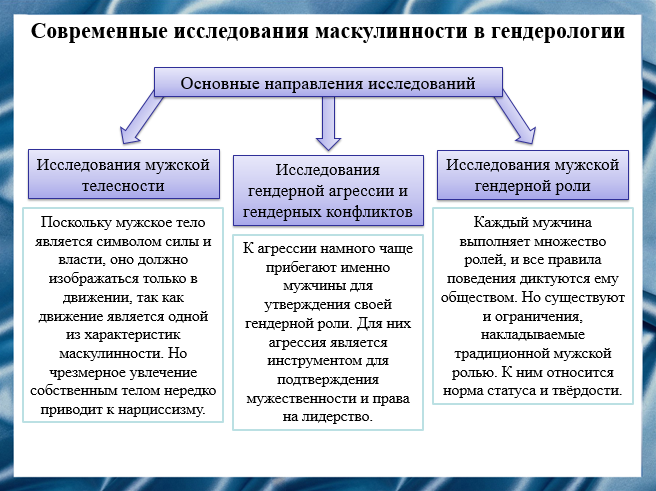 Современные исследования маскулинности в гендерологии
Основные направления исследований
Исследования мужской
телесности
Поскольку мужское тело
является символом силы и
власти, оно должно
изображаться только в
движении, так как
движение является одной
из характеристик
маскулинности. Но
чрезмерное увлечение
собственным телом нередко
приводит к нарциссизму.
Исследования
гендерной агрессии и
гендерных конфликтов
К агрессии намного чаще
прибегают именно
мужчины для
утверждения своей
гендерной роли. Для них
агрессия является
инструментом для
подтверждения
мужественности и права
на лидерство.
Исследования мужской
гендерной роли
Каждый мужчина
выполняет множество
ролей, и все правила
поведения диктуются ему
обществом. Но существуют
и ограничения,
накладываемые
традиционной мужской
ролью. К ним относится
норма статуса и твёрдости.